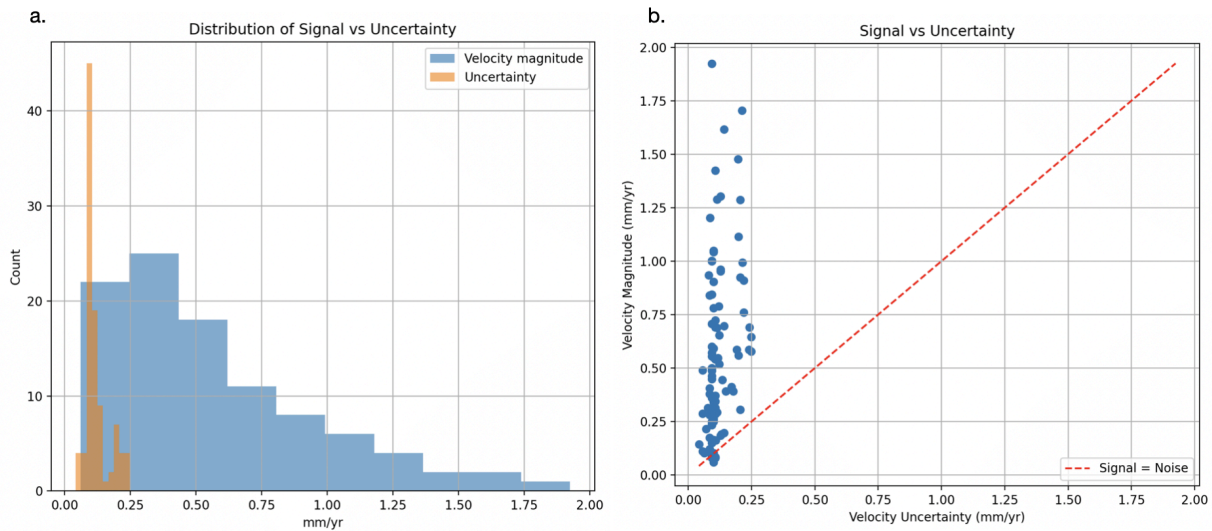 a.
Distribution of Signal vs Uncertainty
Velocity magnitude
Uncertainty
Count
40
30
20
10
0
0.00 0.25 0.50 0.75 1.00 1.25 1.50 1.75 2.00
mm/yr
b.
Signal vs Uncertainty
Velocity Magnitude (mm/yr)
2.00
1.75
1.50
1.25
1.00
0.75
0.50
0.25
0.00
Signal = Noise
0.00 0.25 0.50 0.75 1.00 1.25 1.50 1.75 2.00
Velocity Uncertainty (mm/yr)